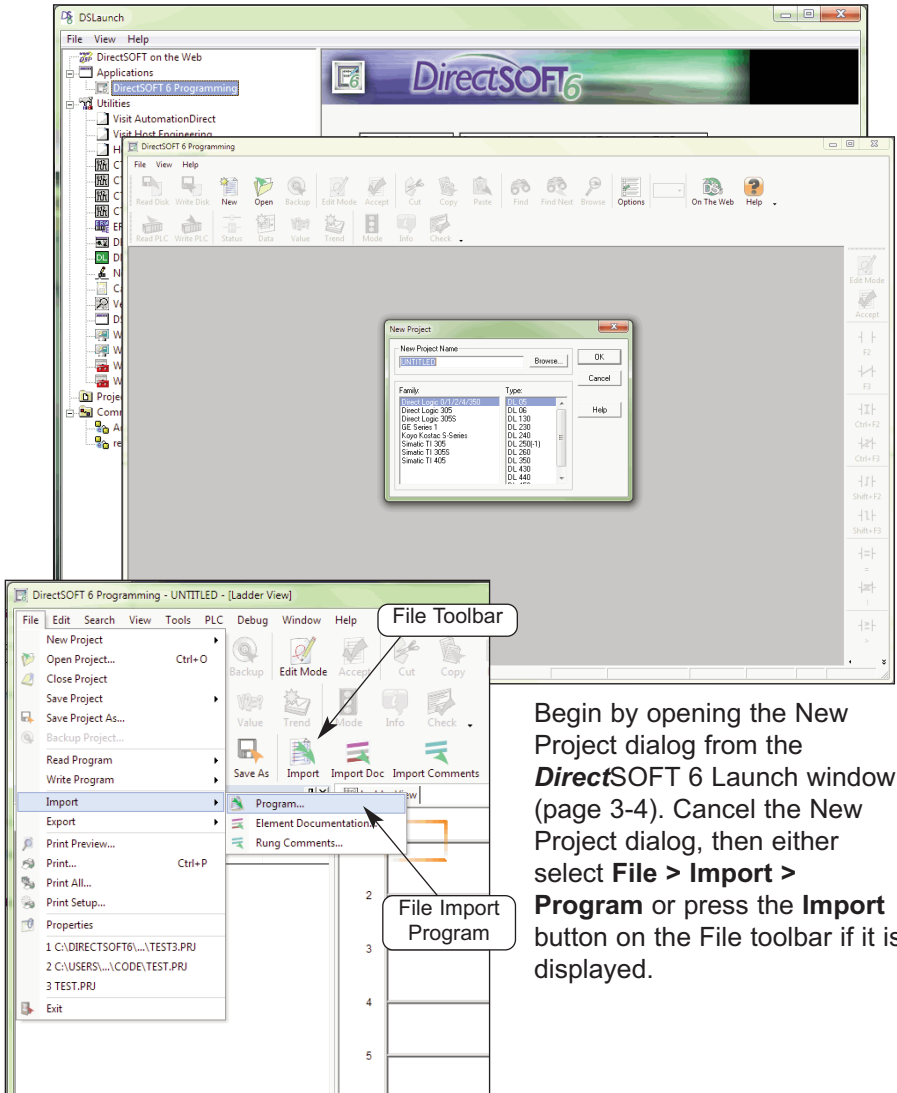 DSLaunch
File View Help
DirectSOFT on the Web
Applications
DirectSOFT 6 Programming
Utilities
Visit AutomationDirect
Visit Host Engineering
DirectSOFT6
DirectSOFT 6 Programming
File View Help
Read Disk Write Disk New Open Backup Edit Mode Accept Cut Copy Paste Find Find Next Browse Options On The Web Help
Read PLC Write PLC Status Data Value Trend Mode Info Check
Edit Mode
Accept
F2
F3
Ctrl+F2
Ctrl+F3
Shift+F2
Shift+F3
=
!
>
New Project
New Project Name
UNTITLED
Browse...
OK
Cancel
Help
Family:
Direct Logic 0/1/2/4/350
Direct Logic 305
Direct Logic 305S
GE Series 1
Koyo Kostac S-Series
Simatic TI 305
Simatic TI 305S
Simatic TI 405
Type:
DL 05
DL 06
DL 130
DL 230
DL 240
DL 250(-1)
DL 260
DL 350
DL 430
DL 440
DirectSOFT 6 Programming - UNTITLED - [Ladder View]
File Edit Search View Tools PLC Debug Window Help
New Project
Open Project... Ctrl+O
Close Project
Save Project
Save Project As...
Backup Project...
Read Program
Write Program
Import
Export
Print Preview...
Print... Ctrl+P
Print All...
Print Setup...
Properties
1 C:\DIRECTSOFT6\...\TEST3.PRJ
2 C:\USERS\...\CODE\TEST.PRJ
3 TEST.PRJ
Exit
Backup Edit Mode Accept Cut Copy
Value Trend Mode Info Check
Save As Import Import Doc Import Comments
Program...
Element Documentation...
Rung Comments...
2
3
4
5
File Toolbar
File Import
Program
Begin by opening the New
Project dialog from the
DirectSOFT 6 Launch window
(page 3-4). Cancel the New
Project dialog, then either
select File > Import >
Program or press the Import
button on the File toolbar if it is
displayed.